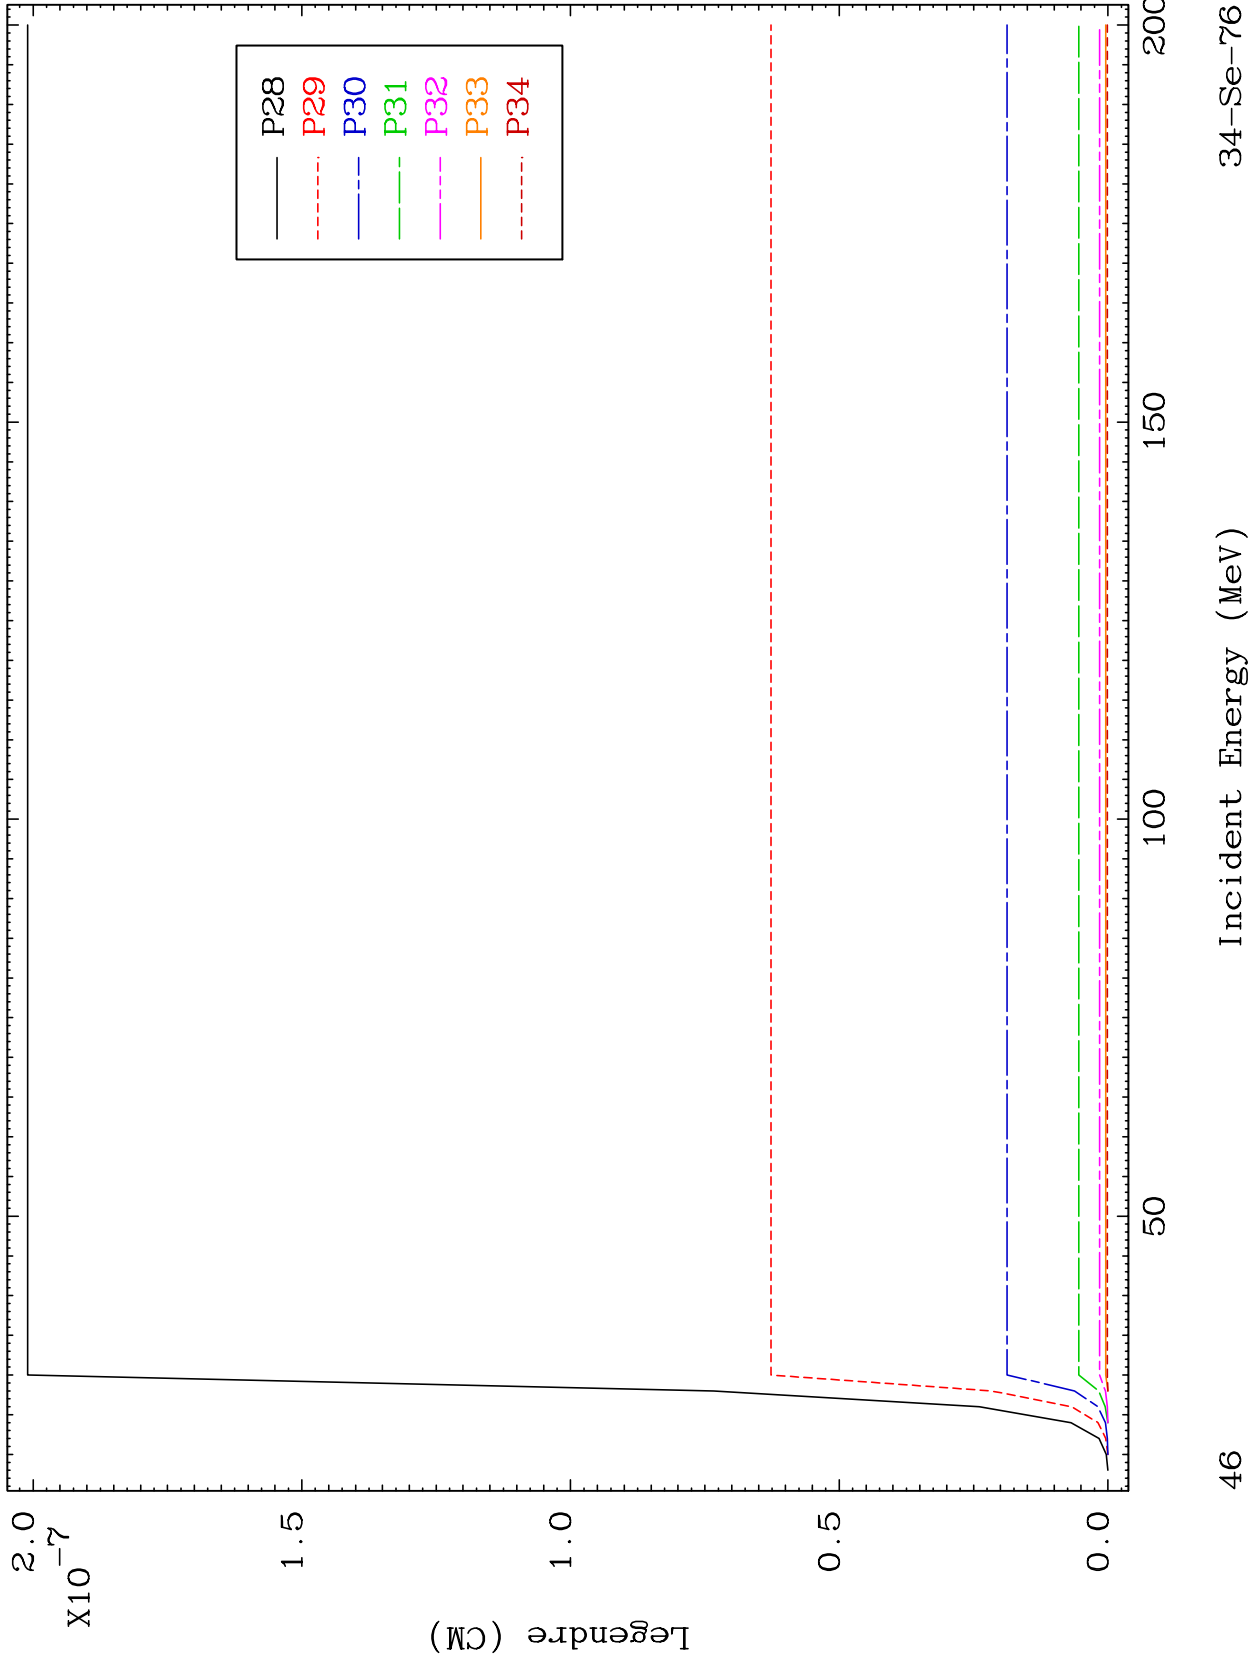 2.0
X10-7
1.5
1.0
0.5
0.0
Legendre (CM)
P28
P29
P30
P31
P32
P33
P34
50
100
150
200
Incident Energy (MeV)
46
34-Se-76